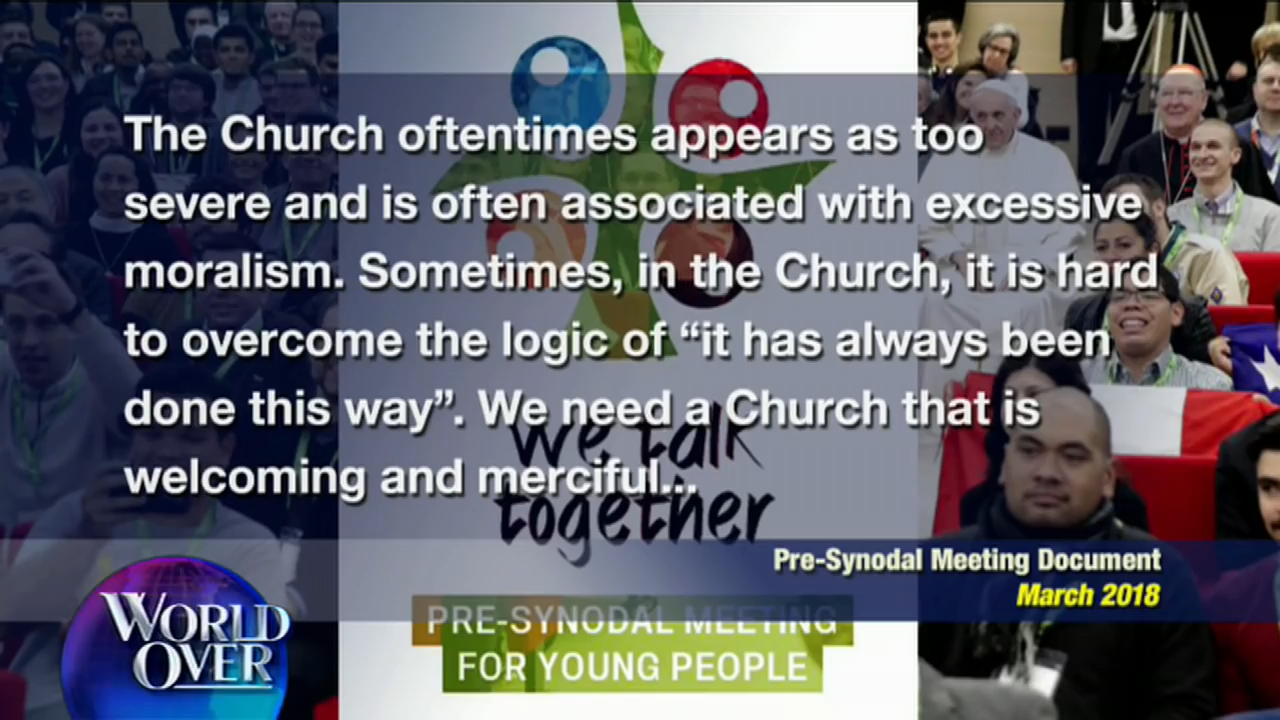 The Church oftentimes appears as too
severe and is often associated with excessive
moralism. Sometimes, in the Church, it is hard
to overcome the logic of “it has always been
done this way”. We need a Church that is
welcoming and merciful...
we talk
together
Pre-Synodal Meeting Document
March 2018
PRE-SYNODAL MEETING
FOR YOUNG PEOPLE
WORLD
OVER